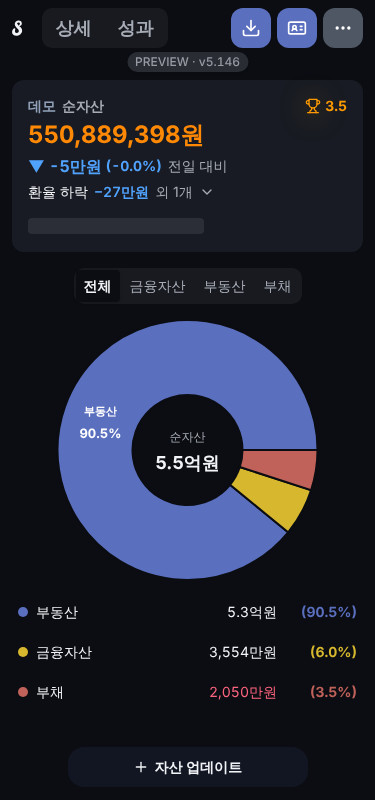 상세 성과
PREVIEW · v5.146
데모 순자산 3.5
550,889,398원
▼ -5만원 (-0.0%) 전일 대비
환율 하락 −27만원 외 1개
전체 금융자산 부동산 부채
부동산
90.5%
순자산
5.5억원
부동산 5.3억원 (90.5%)
금융자산 3,554만원 (6.0%)
부채 2,050만원 (3.5%)
+ 자산 업데이트